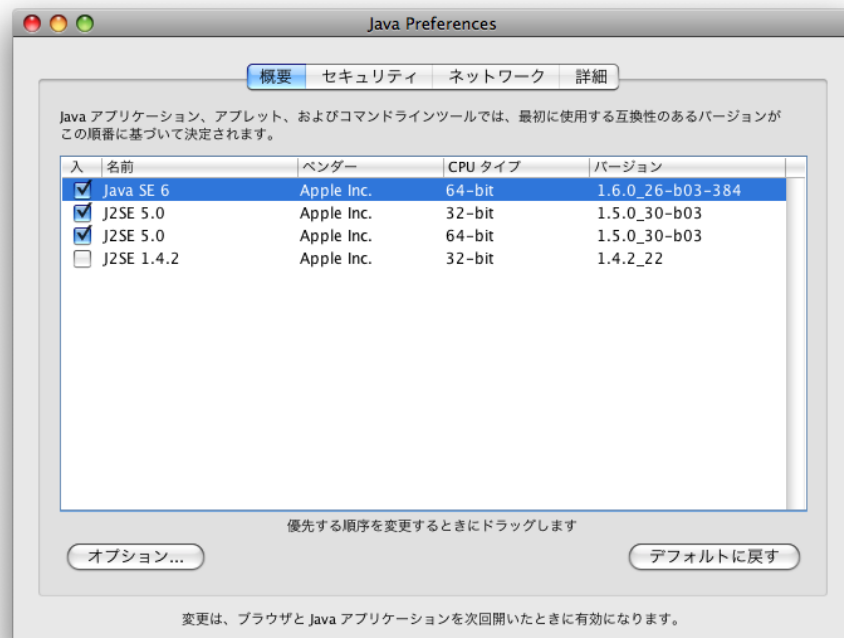 Java Preferences
概要 セキュリティ ネットワーク 詳細
Java アプリケーション、アプレット、およびコマンドラインツールでは、最初に使用する互換性のあるバージョンが
この順番に基づいて決定されます。
入 名前 ベンダー CPU タイプ バージョン
Java SE 6 Apple Inc. 64-bit 1.6.0_26-b03-384
J2SE 5.0 Apple Inc. 32-bit 1.5.0_30-b03
J2SE 5.0 Apple Inc. 64-bit 1.5.0_30-b03
J2SE 1.4.2 Apple Inc. 32-bit 1.4.2_22
優先する順序を変更するときにドラッグします
オプション... デフォルトに戻す
変更は、ブラウザと Java アプリケーションを次回開いたときに有効になります。